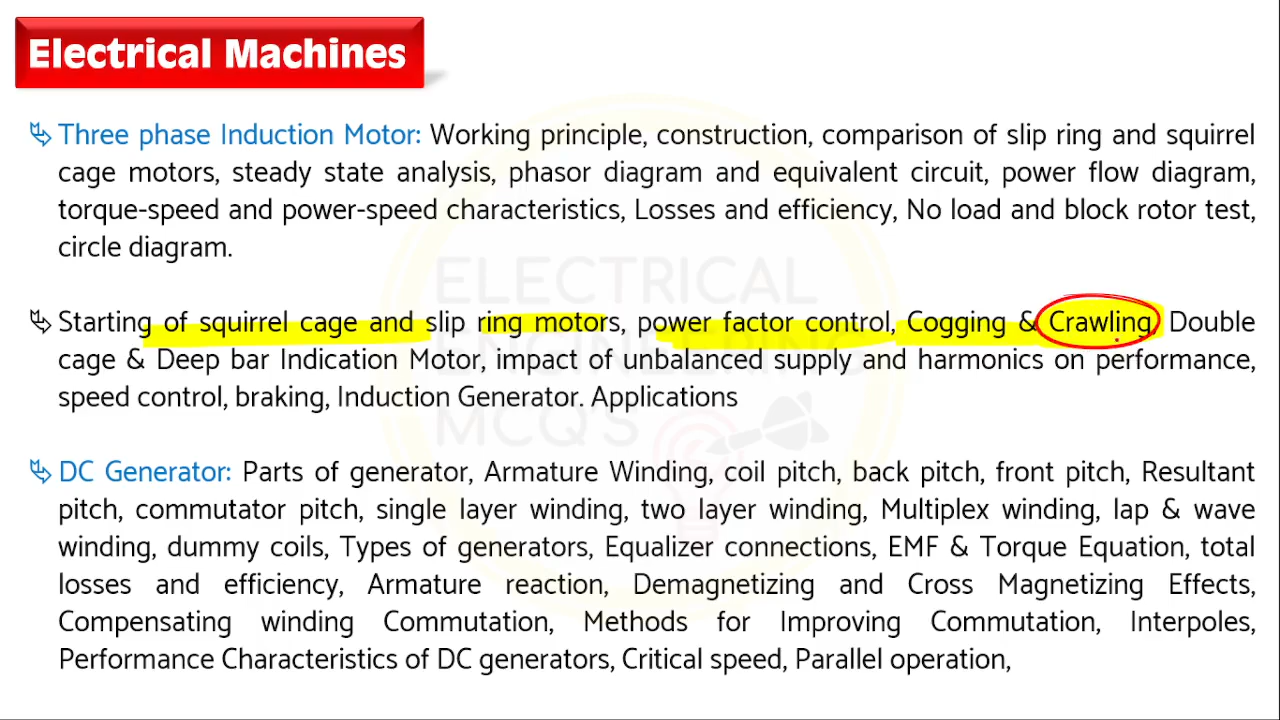 Electrical Machines
Three phase Induction Motor: Working principle, construction, comparison of slip ring and squirrel
cage motors, steady state analysis, phasor diagram and equivalent circuit, power flow diagram,
torque-speed and power-speed characteristics, Losses and efficiency, No load and block rotor test,
circle diagram.
Starting of squirrel cage and slip ring motors, power factor control, Cogging & Crawling, Double
cage & Deep bar Indication Motor, impact of unbalanced supply and harmonics on performance,
speed control, braking, Induction Generator. Applications
DC Generator: Parts of generator, Armature Winding, coil pitch, back pitch, front pitch, Resultant
pitch, commutator pitch, single layer winding, two layer winding, Multiplex winding, lap & wave
winding, dummy coils, Types of generators, Equalizer connections, EMF & Torque Equation, total
losses and efficiency, Armature reaction, Demagnetizing and Cross Magnetizing Effects,
Compensating winding Commutation, Methods for Improving Commutation, Interpoles,
Performance Characteristics of DC generators, Critical speed, Parallel operation,
ELECTRICAL
ENGINEERING
MCQ'S